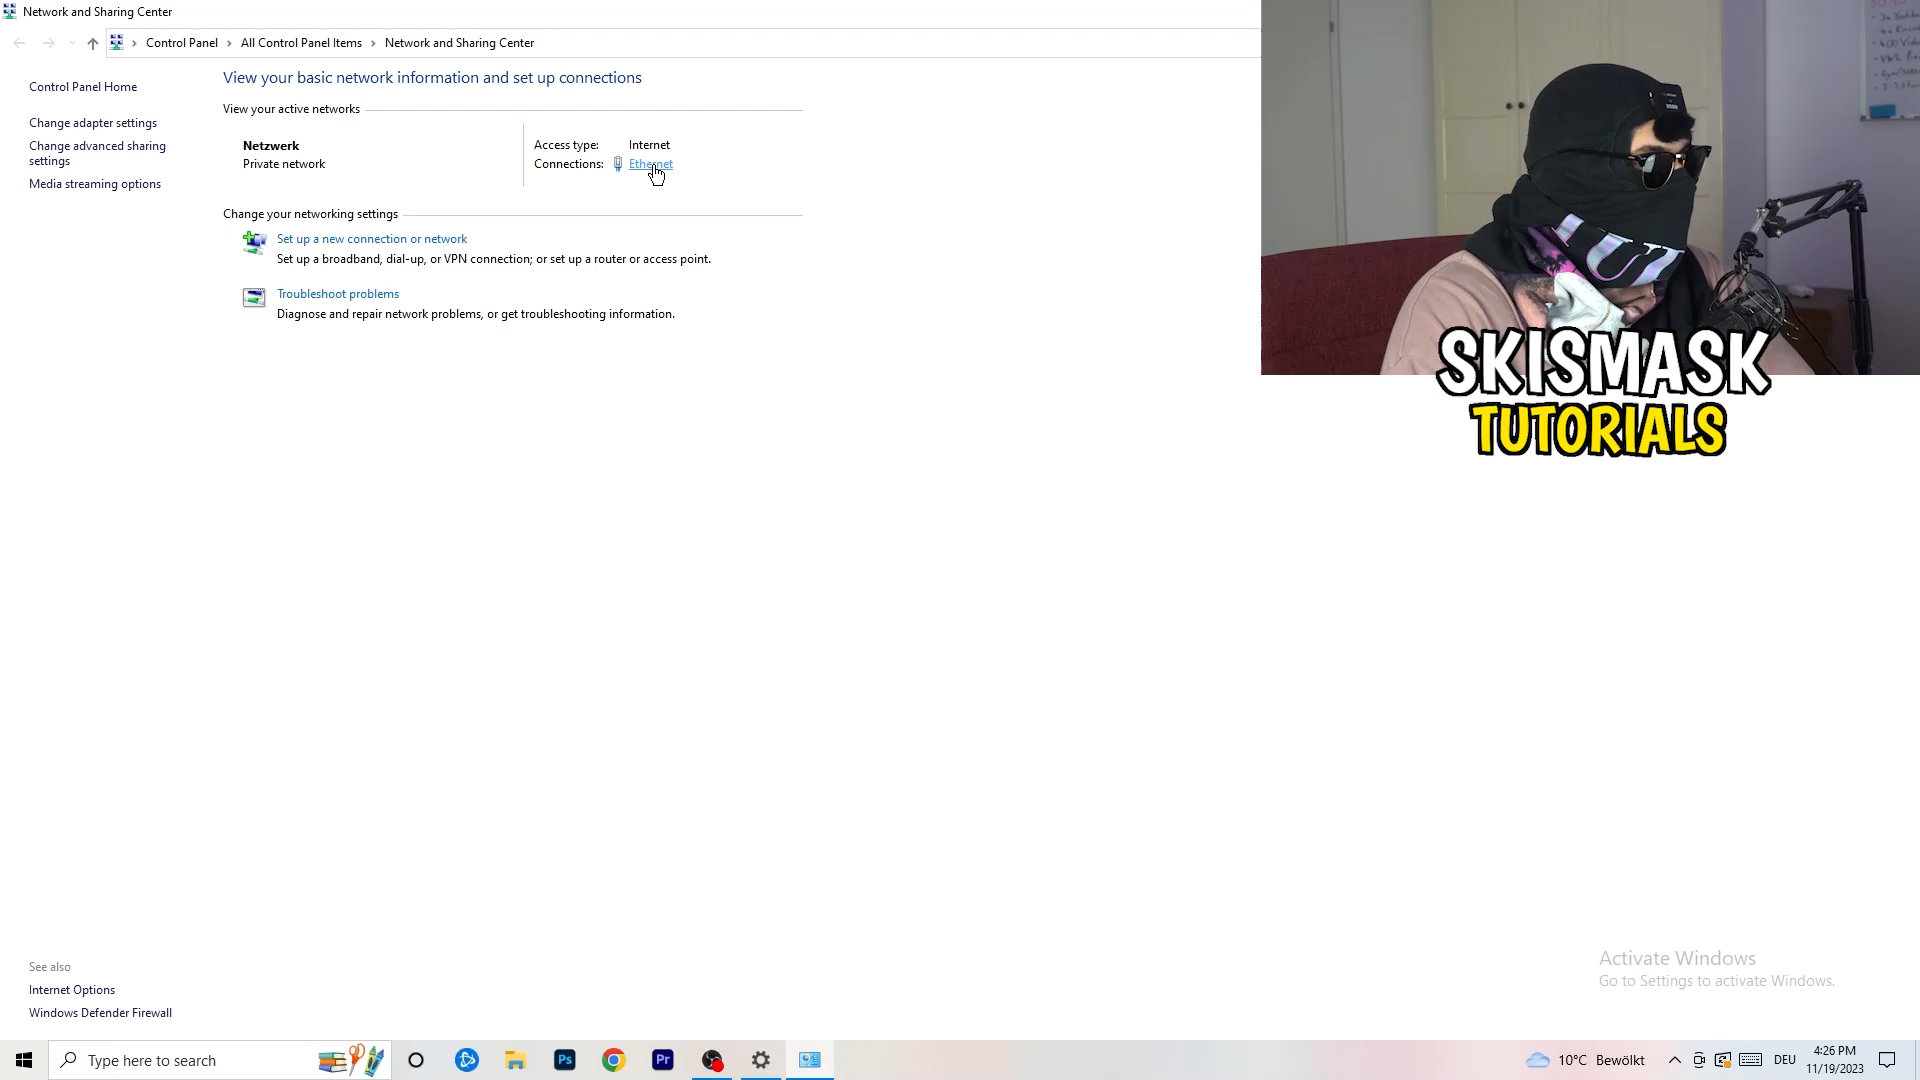 Network and Sharing Center
Control Panel > All Control Panel Items > Network and Sharing Center
Control Panel Home
Change adapter settings
Change advanced sharing
settings
Media streaming options
View your basic network information and set up connections
View your active networks
Netzwerk
Private network
Access type: Internet
Connections: Ethernet
Change your networking settings
Set up a new connection or network
Set up a broadband, dial-up, or VPN connection; or set up a router or access point.
Troubleshoot problems
Diagnose and repair network problems, or get troubleshooting information.
SKISMASK
TUTORIALS
Activate Windows
Go to Settings to activate Windows.
See also
Internet Options
Windows Defender Firewall
Type here to search
Ps
Pr
10°C Bewölkt
DEU
4:26 PM
11/19/2023